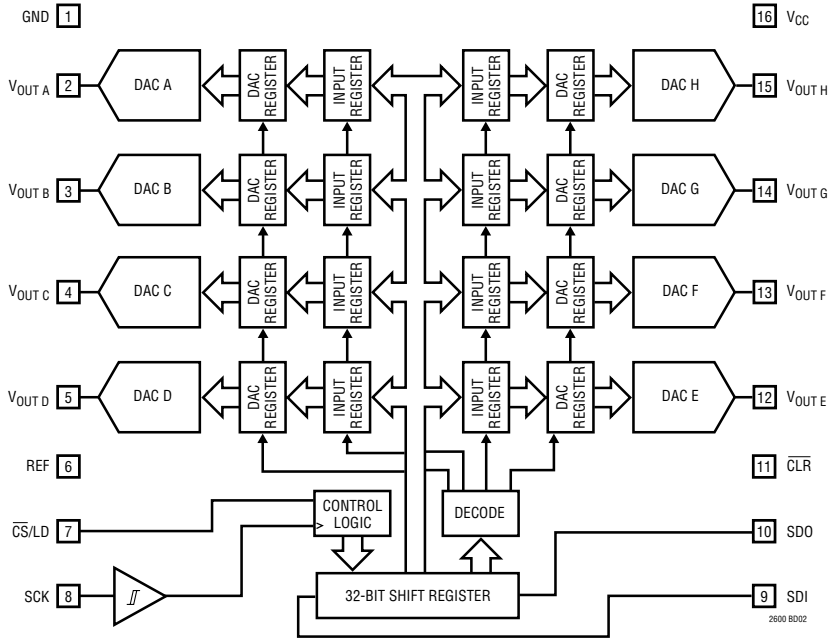 GND 1
16 VCC
VOUT A 2
DAC A
DAC REGISTER
INPUT REGISTER
INPUT REGISTER
DAC REGISTER
DAC H
15 VOUT H
VOUT B 3
DAC B
DAC REGISTER
INPUT REGISTER
INPUT REGISTER
DAC REGISTER
DAC G
14 VOUT G
VOUT C 4
DAC C
DAC REGISTER
INPUT REGISTER
INPUT REGISTER
DAC REGISTER
DAC F
13 VOUT F
VOUT D 5
DAC D
DAC REGISTER
INPUT REGISTER
INPUT REGISTER
DAC REGISTER
DAC E
12 VOUT E
REF 6
11 C̅L̅R̅
C̅S̅/LD 7
CONTROL
LOGIC
DECODE
10 SDO
SCK 8
32-BIT SHIFT REGISTER
9 SDI
2600 BD02